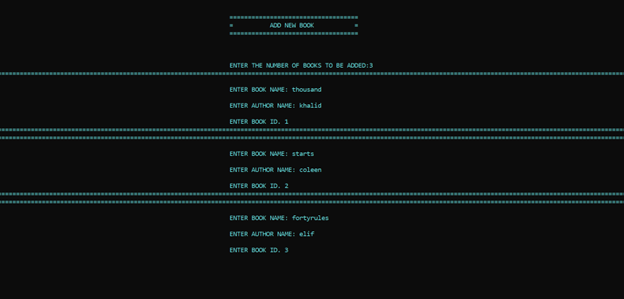 ===================================
= ADD NEW BOOK =
===================================
ENTER THE NUMBER OF BOOKS TO BE ADDED:3
ENTER BOOK NAME: thousand
ENTER AUTHOR NAME: khalid
ENTER BOOK ID. 1
ENTER BOOK NAME: starts
ENTER AUTHOR NAME: coleen
ENTER BOOK ID. 2
ENTER BOOK NAME: fortyrules
ENTER AUTHOR NAME: elif
ENTER BOOK ID. 3